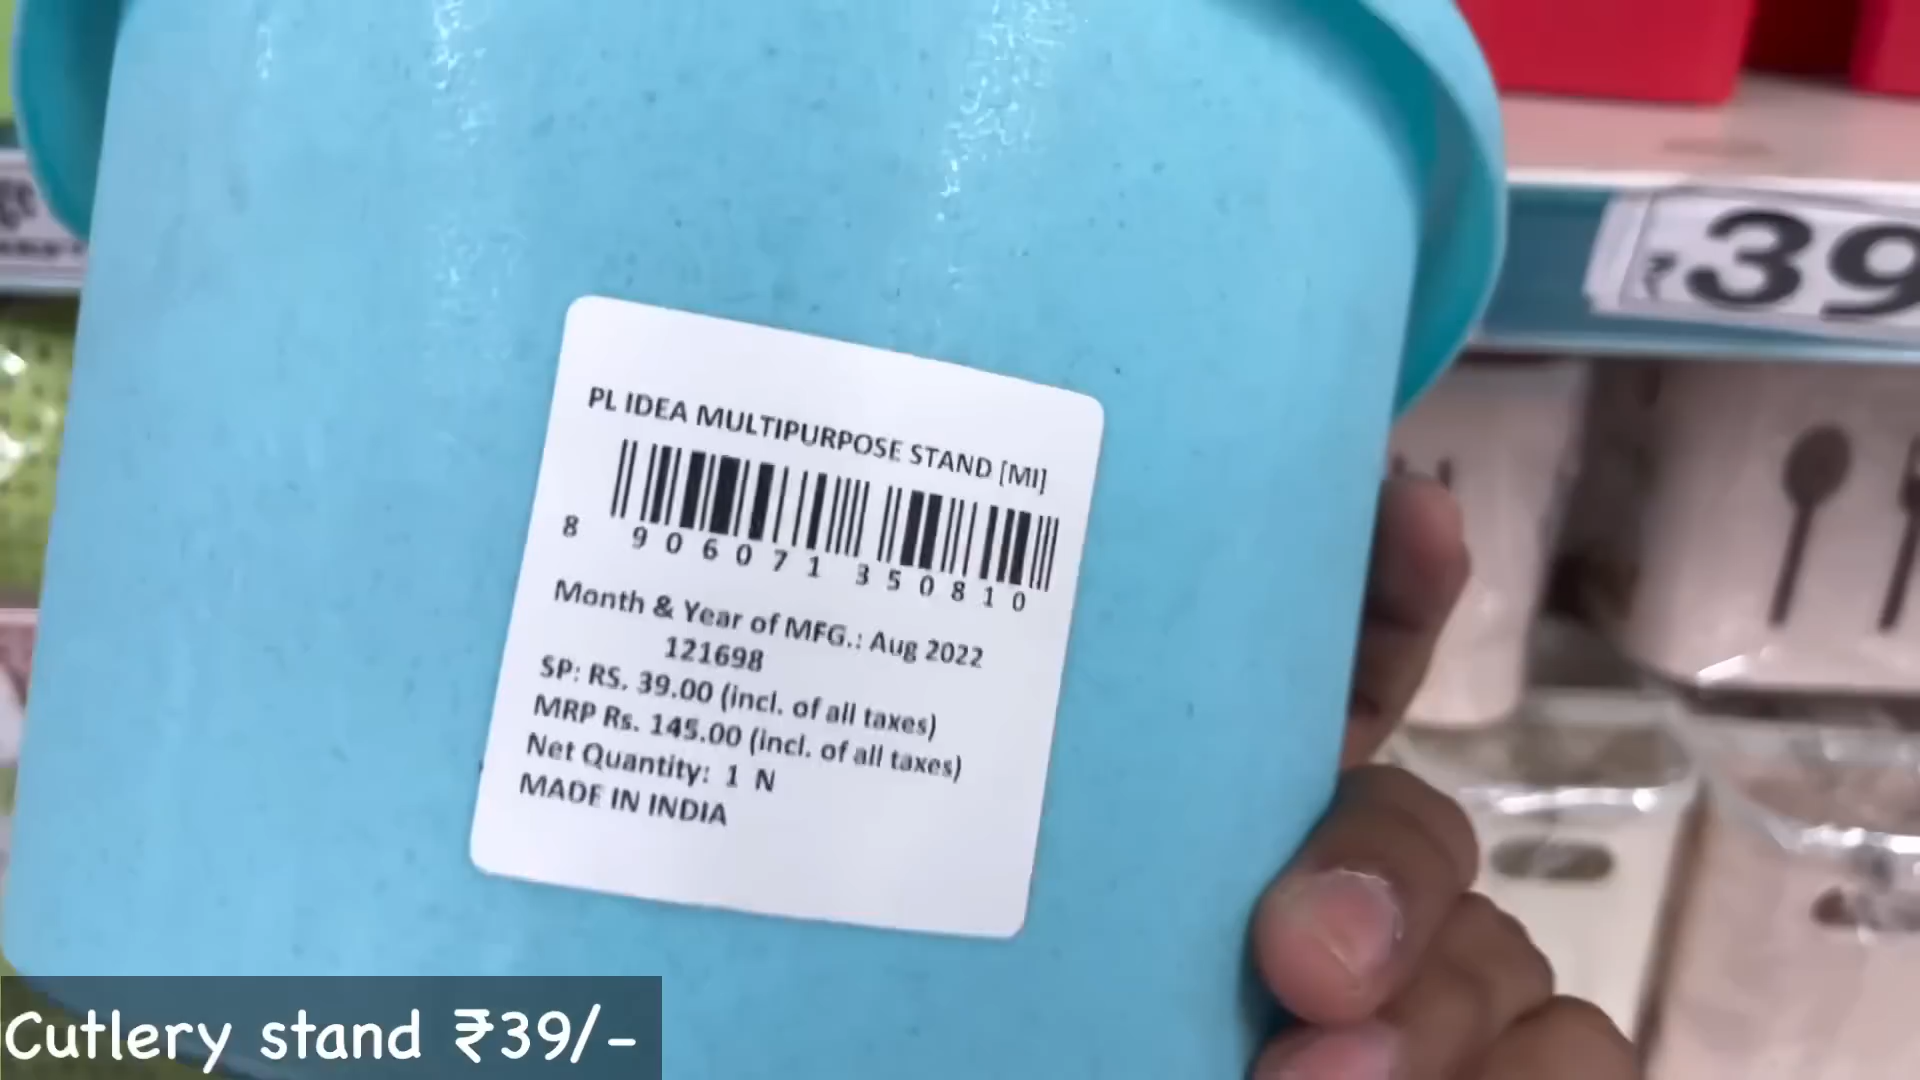 ₹39
PL IDEA MULTIPURPOSE STAND [MI]
8 906071 350810
Month & Year of MFG.: Aug 2022
121698
SP: RS. 39.00 (incl. of all taxes)
MRP Rs. 145.00 (incl. of all taxes)
Net Quantity: 1 N
MADE IN INDIA
Cutlery stand ₹39/-